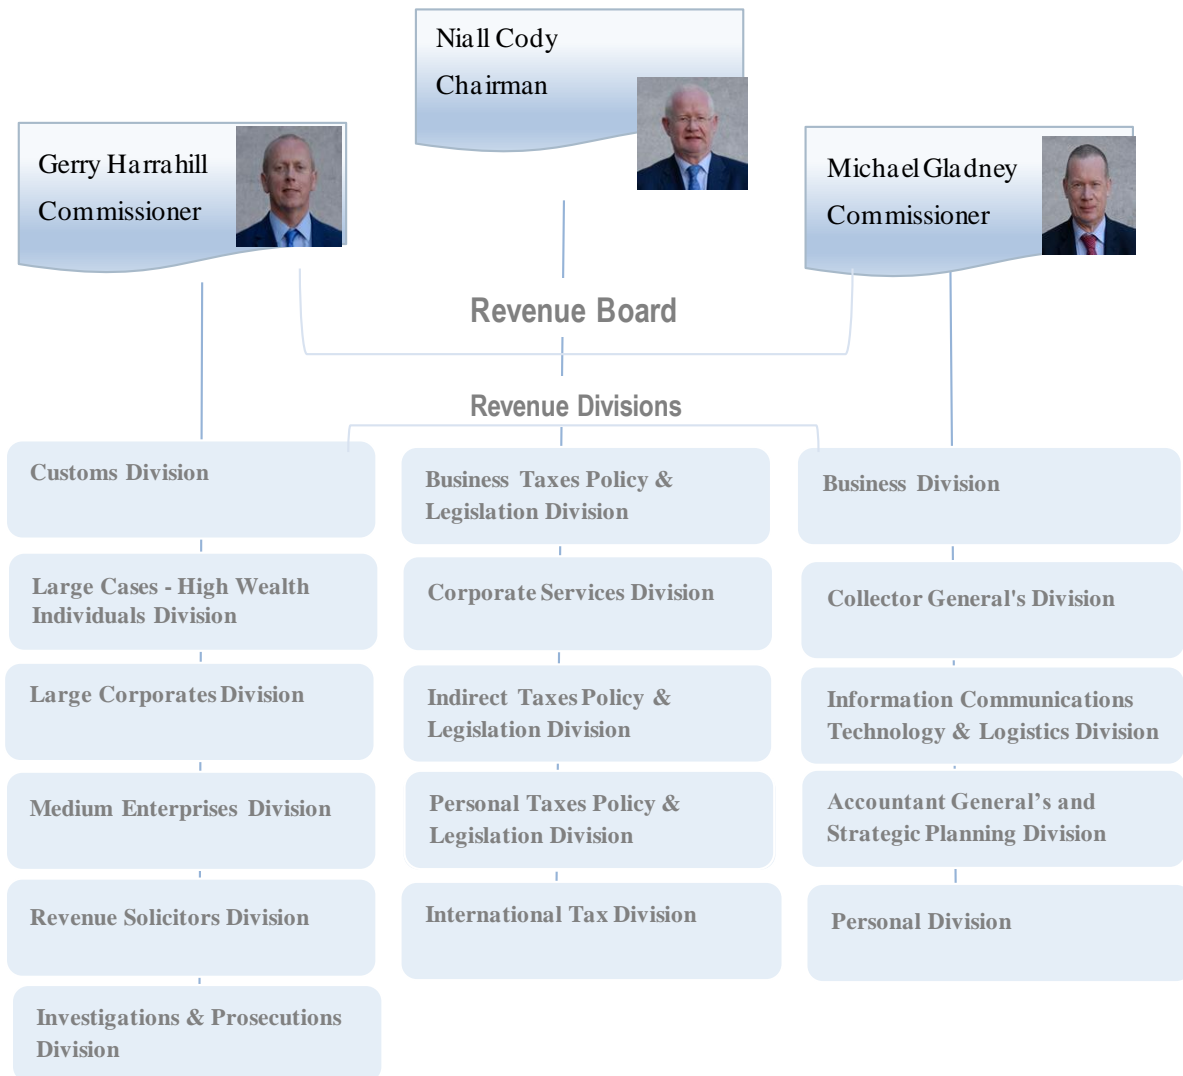 Niall Cody
Chairman
Gerry Harrahill
Commissioner
Michael Gladney
Commissioner
Revenue Board
Revenue Divisions
Customs Division
Large Cases - High Wealth
Individuals Division
Large Corporates Division
Medium Enterprises Division
Revenue Solicitors Division
Investigations & Prosecutions
Division
Business Taxes Policy &
Legislation Division
Corporate Services Division
Indirect Taxes Policy &
Legislation Division
Personal Taxes Policy &
Legislation Division
International Tax Division
Business Division
Collector General's Division
Information Communications
Technology & Logistics Division
Accountant General’s and
Strategic Planning Division
Personal Division